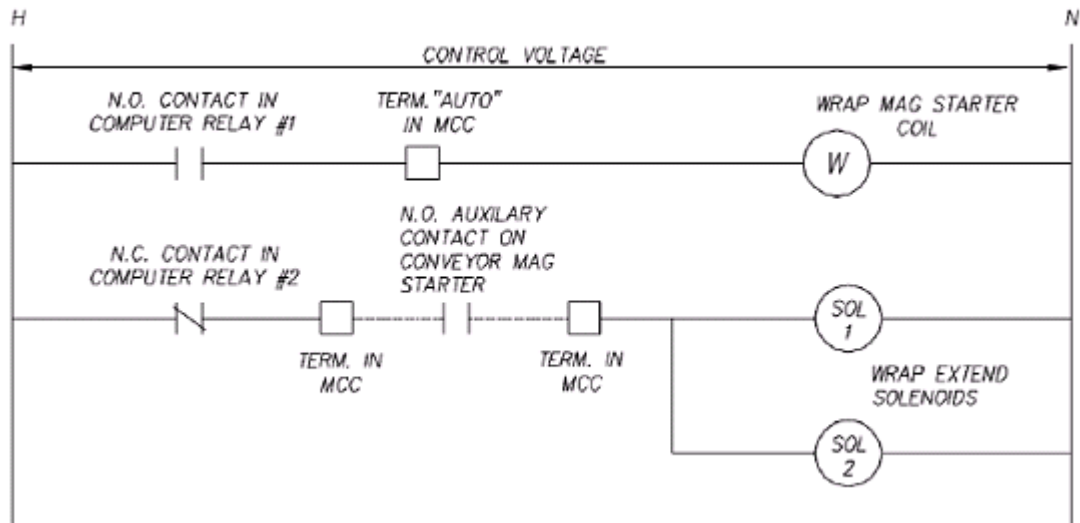 H
N
CONTROL VOLTAGE
N.O. CONTACT IN
COMPUTER RELAY #1
TERM."AUTO"
IN MCC
WRAP MAG STARTER
COIL
W
N.O. AUXILARY
CONTACT ON
CONVEYOR MAG
STARTER
N.C. CONTACT IN
COMPUTER RELAY #2
TERM. IN
MCC
TERM. IN
MCC
SOL
1
WRAP EXTEND
SOLENOIDS
SOL
2